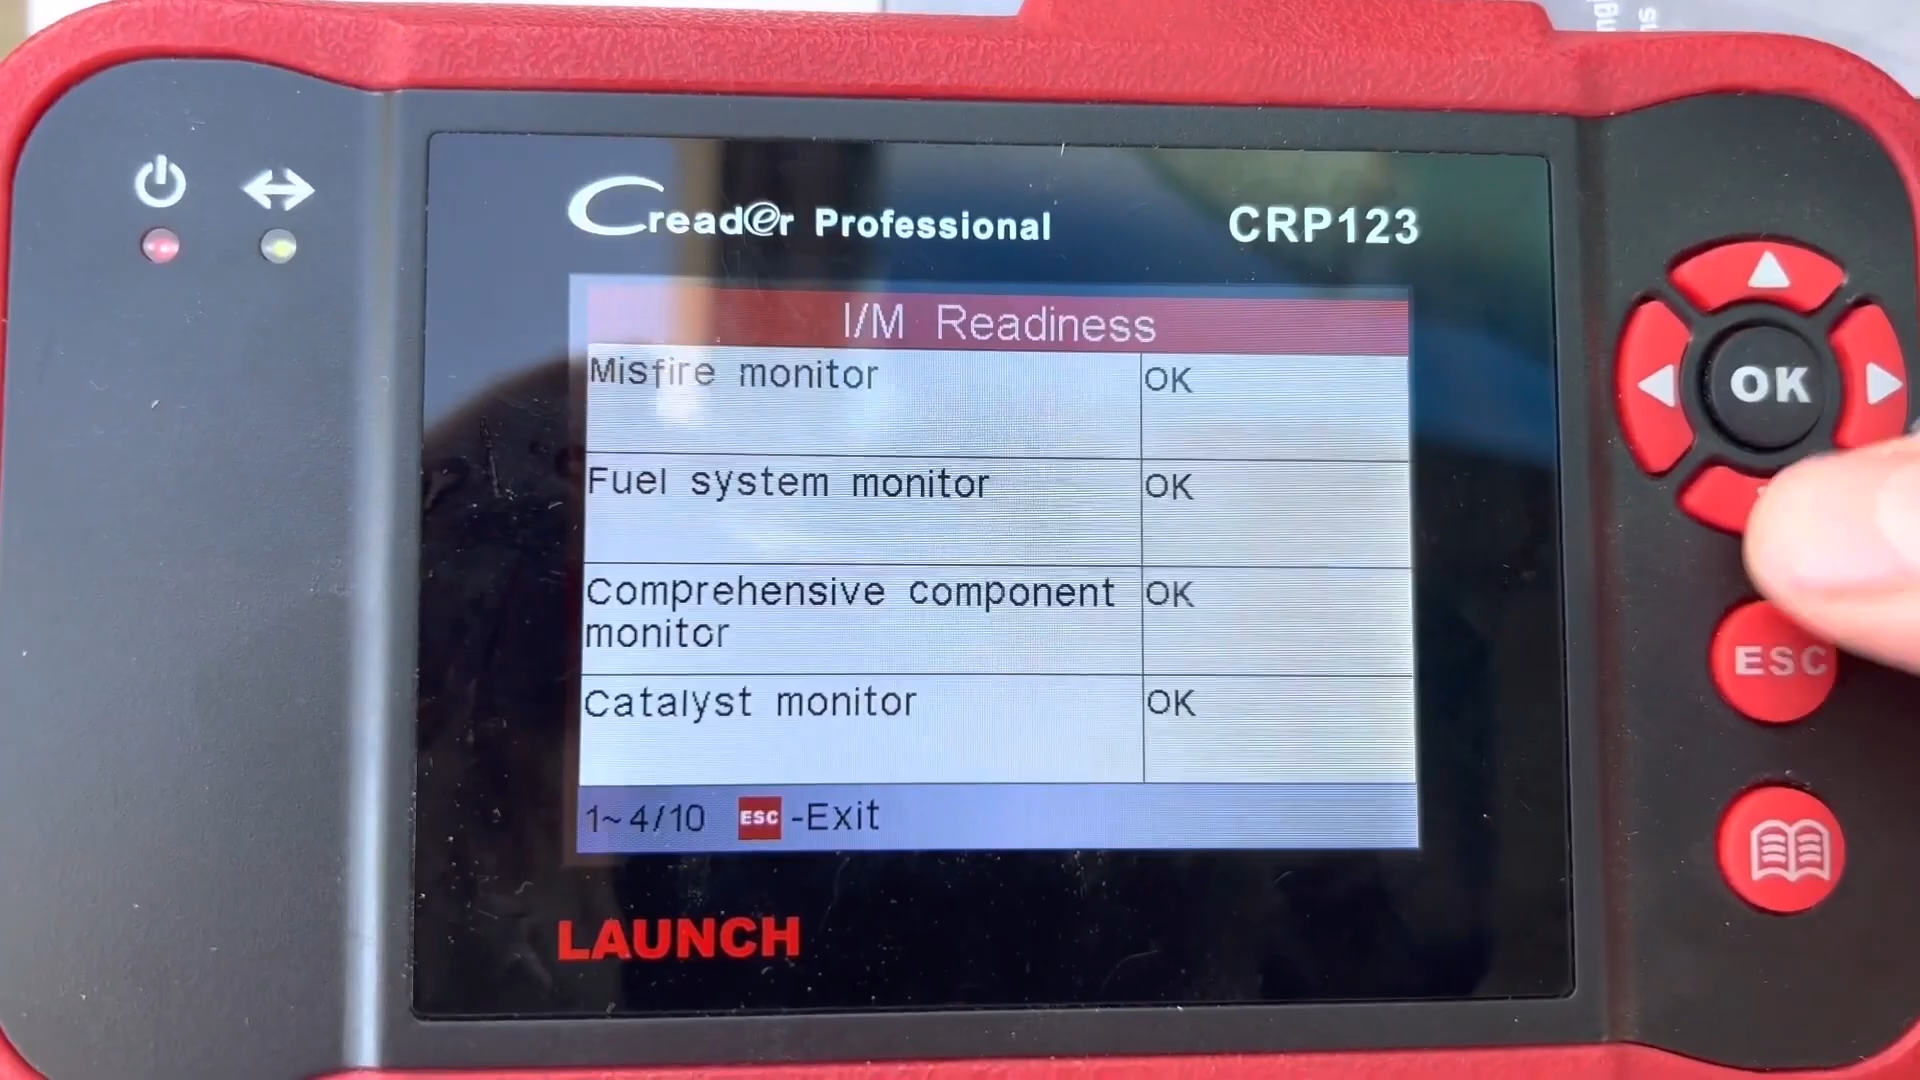 Creader Professional CRP123
I/M Readiness
Misfire monitor OK
Fuel system monitor OK
Comprehensive component OK
monitor
Catalyst monitor OK
1~4/10 ESC -Exit
LAUNCH
OK
ESC